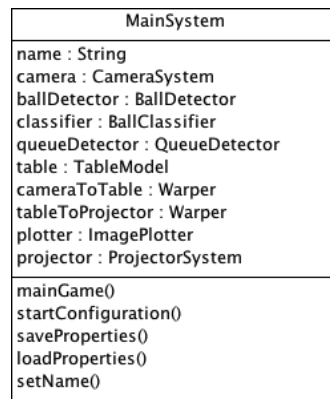 MainSystem
name : String
camera : CameraSystem
ballDetector : BallDetector
classifier : BallClassifier
queueDetector : QueueDetector
table : TableModel
cameraToTable : Warper
tableToProjector : Warper
plotter : ImagePlotter
projector : ProjectorSystem
mainGame()
startConfiguration()
saveProperties()
loadProperties()
setName()